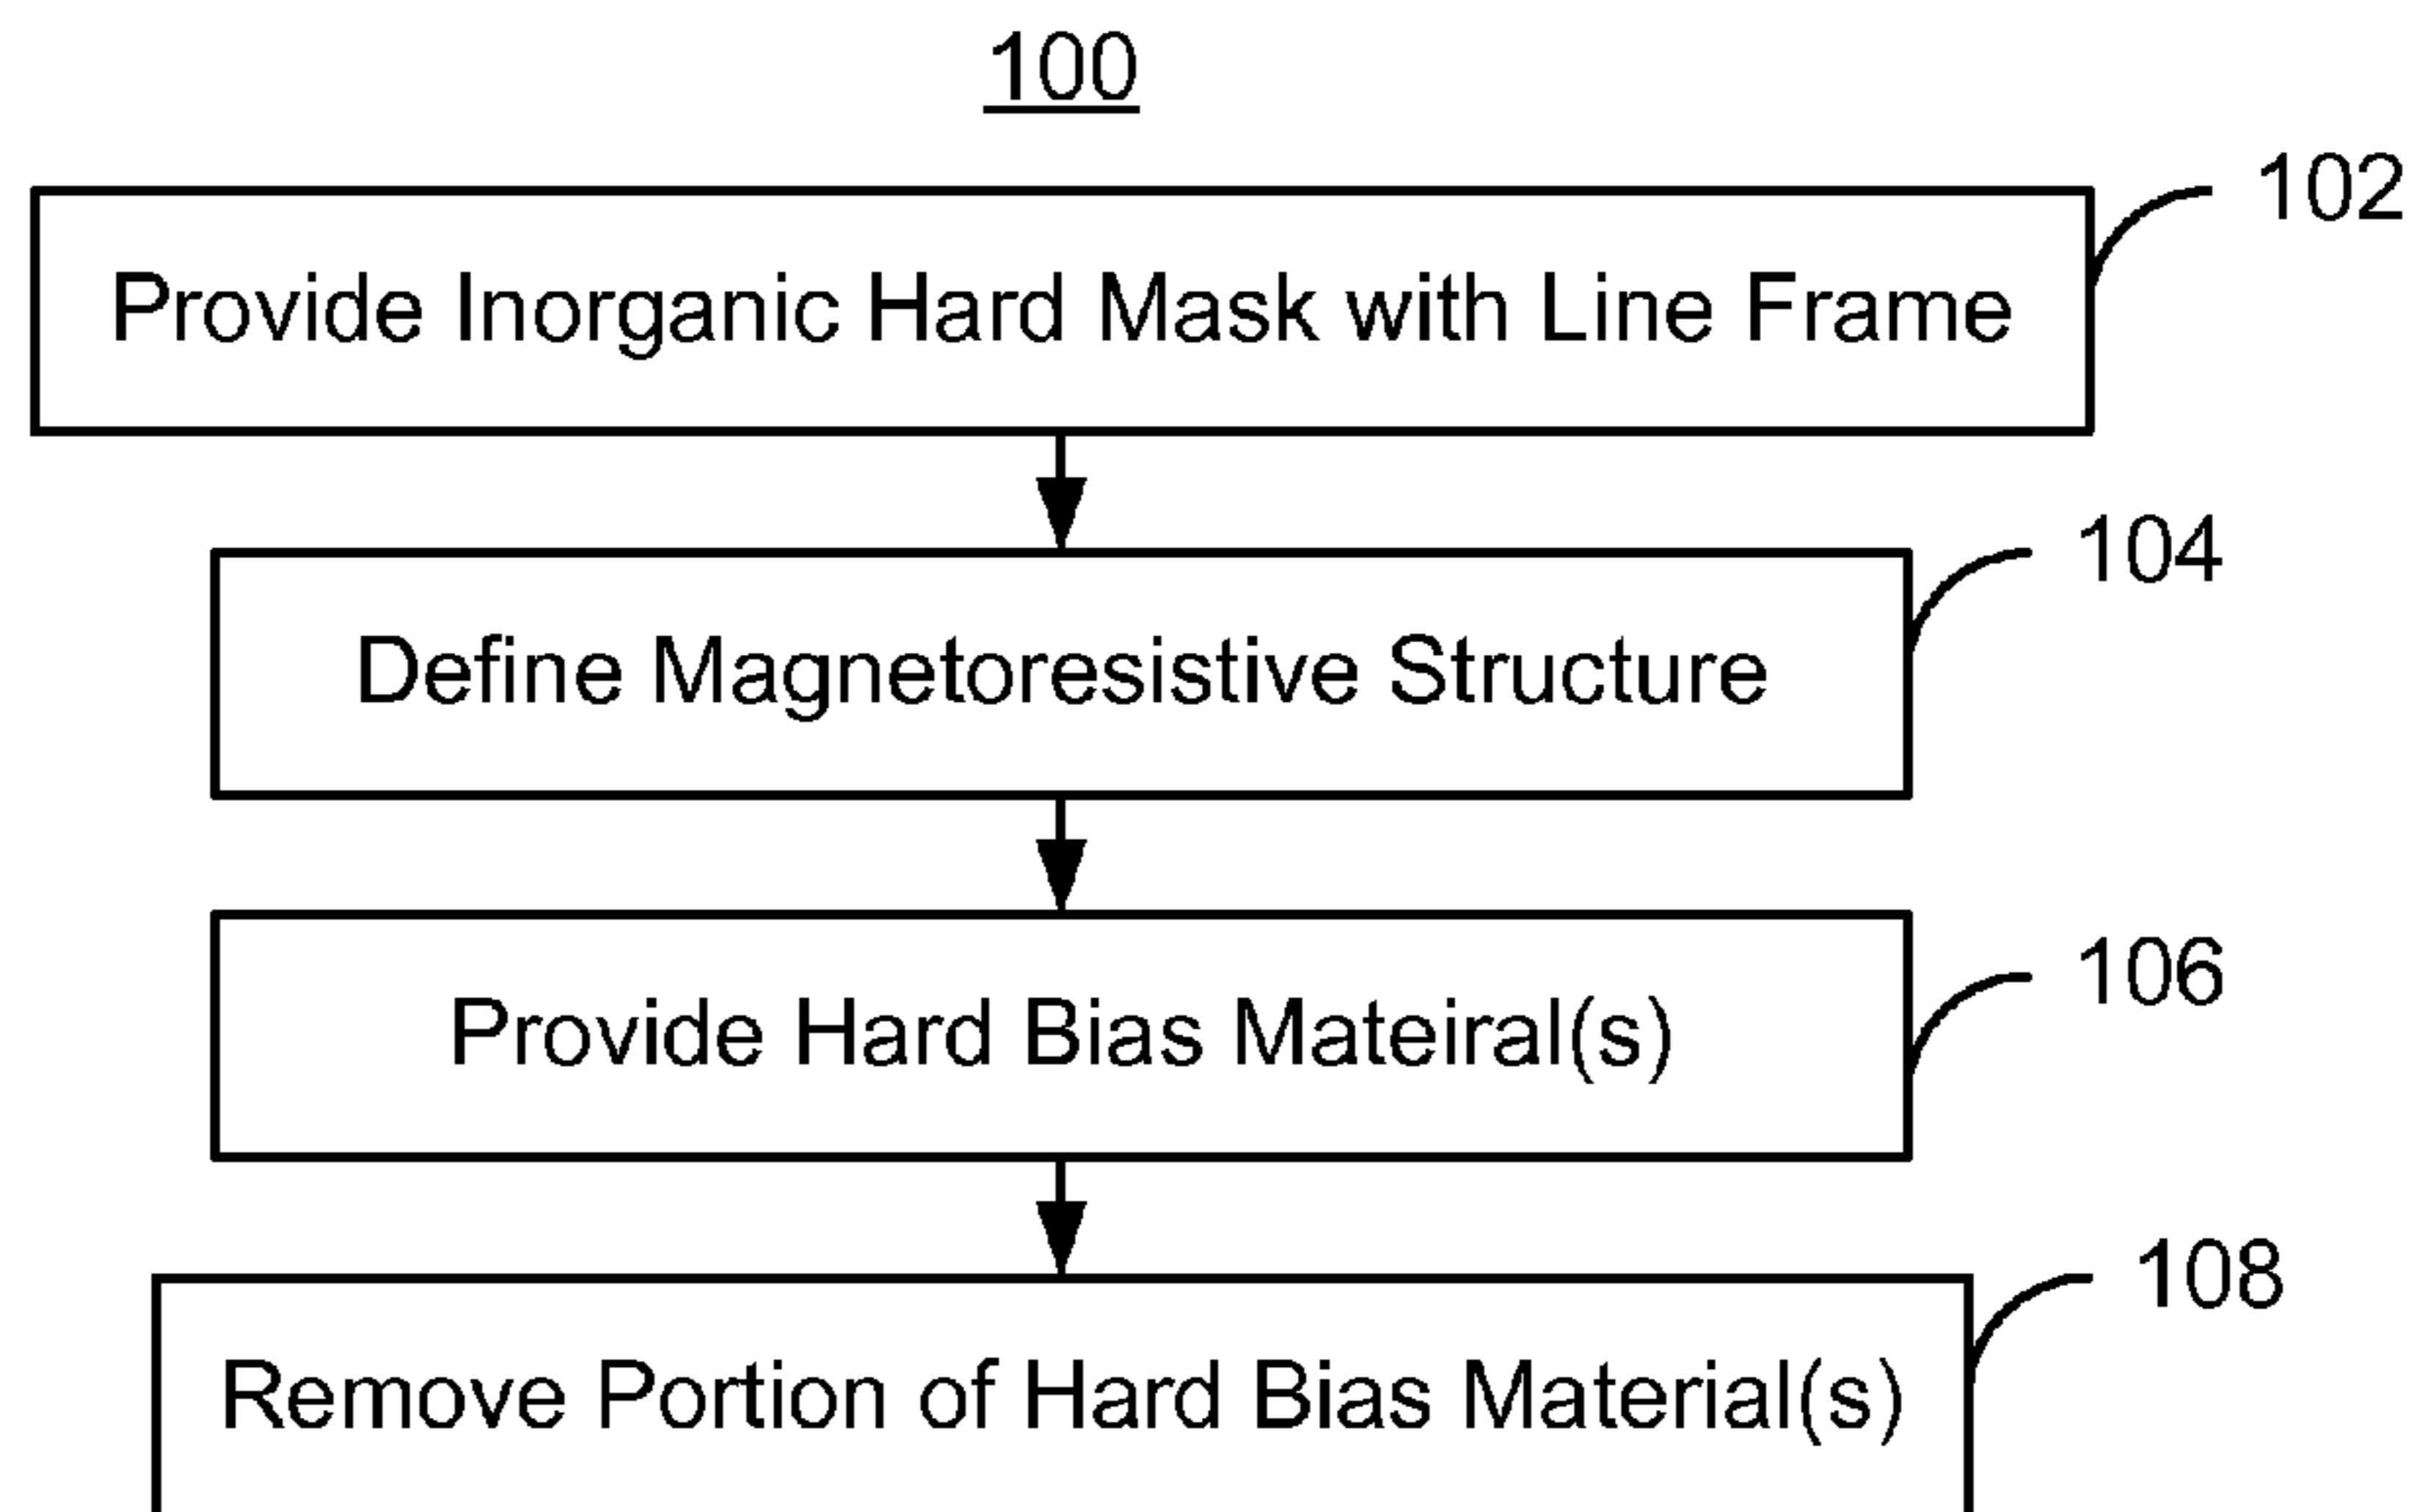 100
102
Provide Inorganic Hard Mask with Line Frame
104
Define Magnetoresistive Structure
106
Provide Hard Bias Mateiral(s)
108
Remove Portion of Hard Bias Material(s)